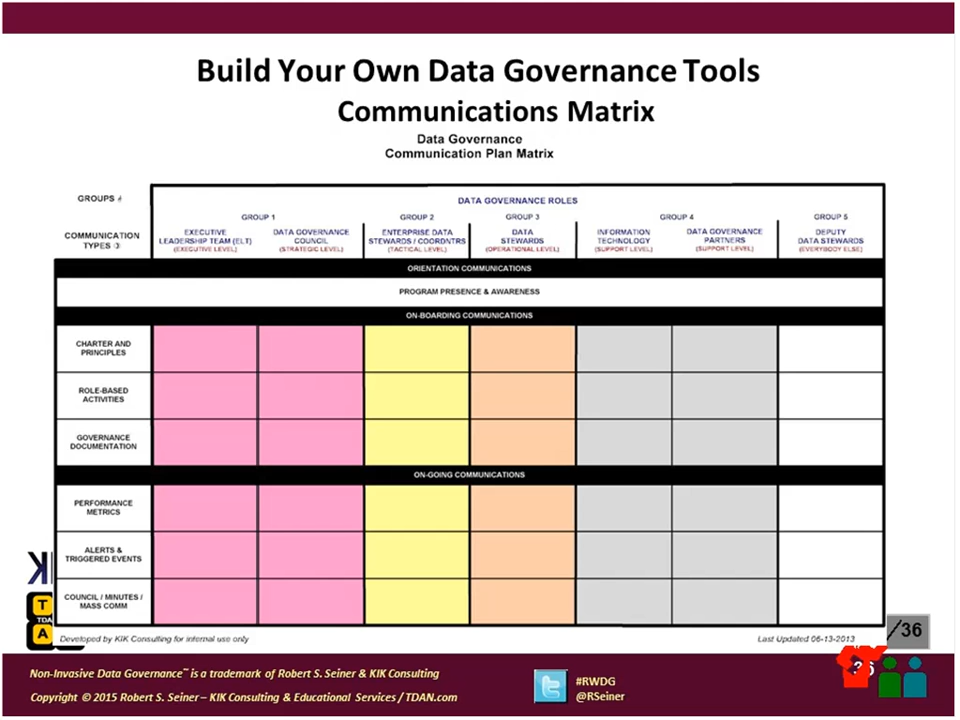 Build Your Own Data Governance Tools
Communications Matrix
Data Governance
Communication Plan Matrix
GROUPS
DATA GOVERNANCE ROLES
GROUP 1
GROUP 2
GROUP 3
GROUP 4
GROUP 5
COMMUNICATION
TYPES
EXECUTIVE
LEADERSHIP TEAM (ELT)
(EXECUTIVE LEVEL)
DATA GOVERNANCE
COUNCIL
(STRATEGIC LEVEL)
ENTERPRISE DATA
STEWARDS / COORDNTRS
(TACTICAL LEVEL)
DATA
STEWARDS
(OPERATIONAL LEVEL)
INFORMATION
TECHNOLOGY
(SUPPORT LEVEL)
DATA GOVERNANCE
PARTNERS
(SUPPORT LEVEL)
DEPUTY
DATA STEWARDS
(EVERYBODY ELSE)
ORIENTATION COMMUNICATIONS
PROGRAM PRESENCE & AWARENESS
ON-BOARDING COMMUNICATIONS
CHARTER AND
PRINCIPLES
ROLE-BASED
ACTIVITIES
GOVERNANCE
DOCUMENTATION
ON-GOING COMMUNICATIONS
PERFORMANCE
METRICS
ALERTS &
TRIGGERED EVENTS
COUNCIL / MINUTES /
MASS COMM
K
T
TDA
A
Developed by KIK Consulting for internal use only
Last Updated 06-13-2013
/36
36
Non-Invasive Data Governance™ is a trademark of Robert S. Seiner & KIK Consulting
Copyright © 2015 Robert S. Seiner – KIK Consulting & Educational Services / TDAN.com
#RWDG
@RSeiner